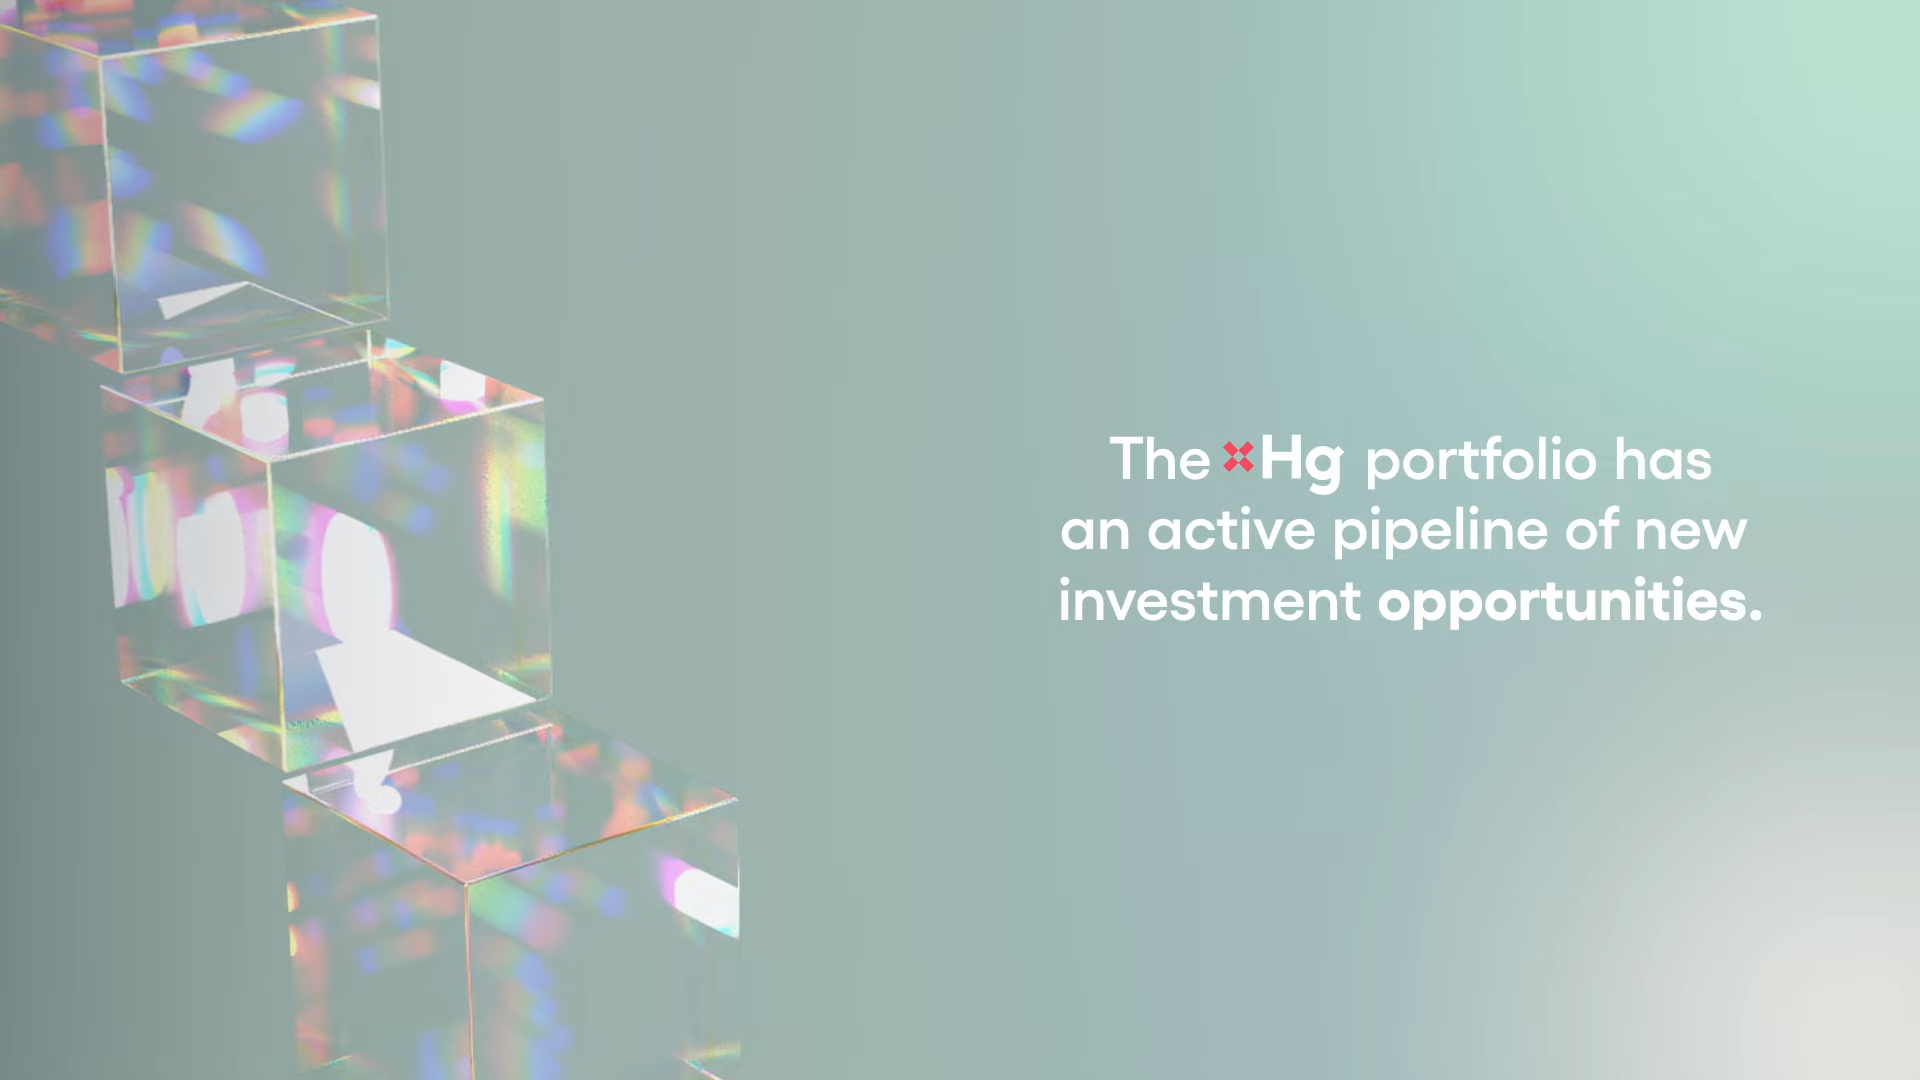 The Hg portfolio has
an active pipeline of new
investment opportunities.